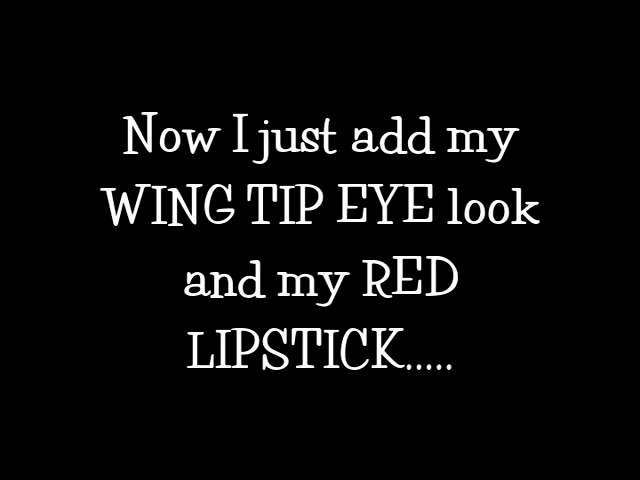 Now I just add my
WING TIP EYE look
and my RED
LIPSTICK.....